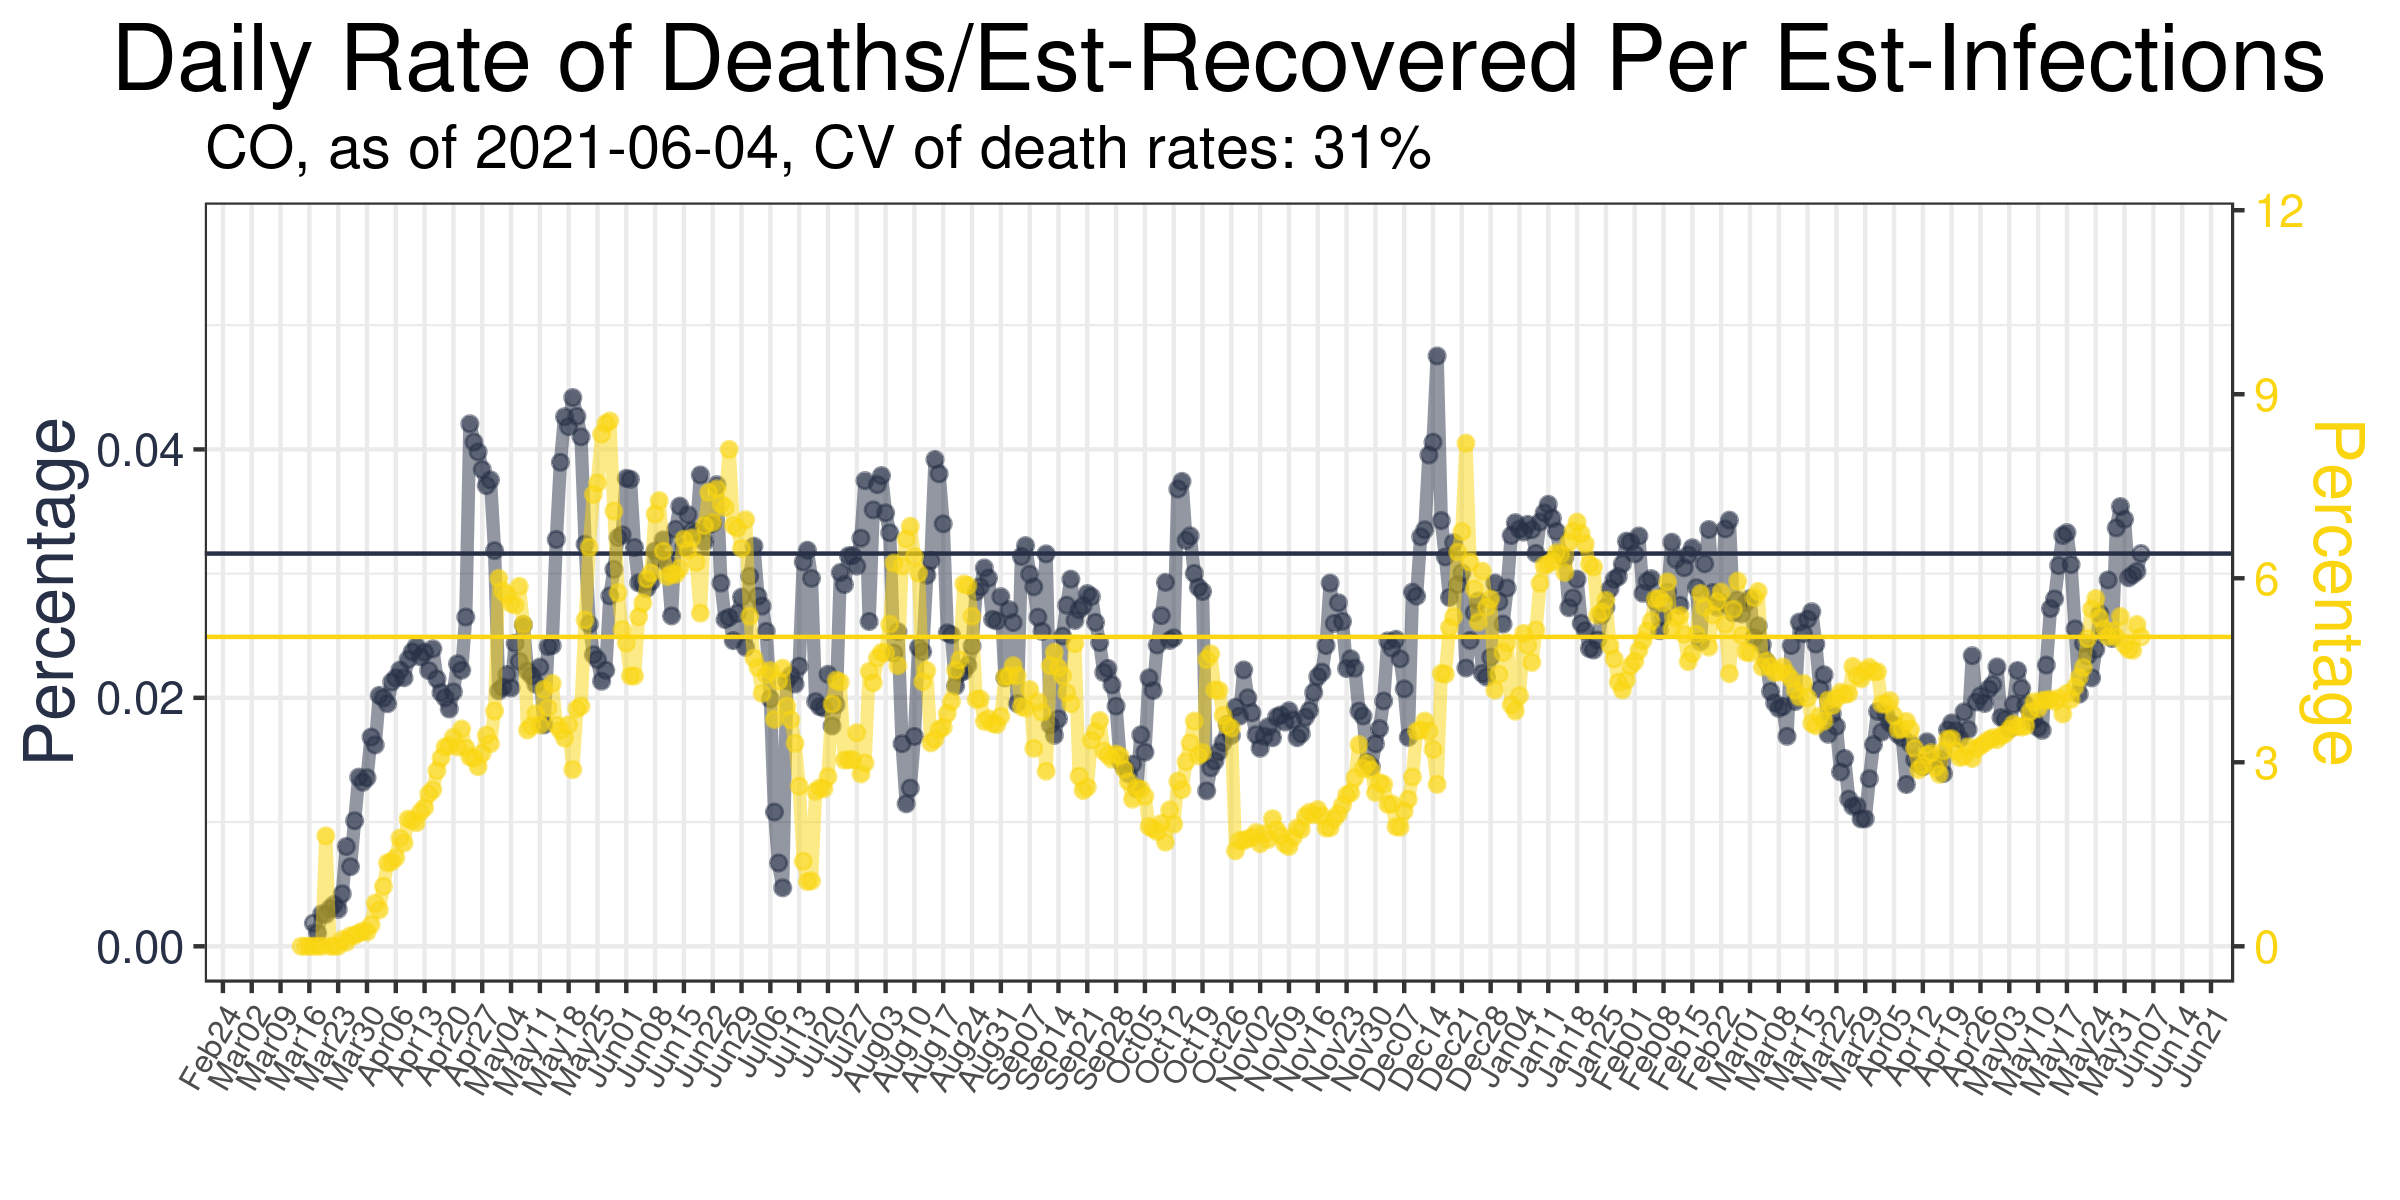 Daily Rate of Deaths/Est-Recovered Per Est-Infections
CO, as of 2021-06-04, CV of death rates: 31%
Percentage
0.04
0.02
0.00
12
9
6
3
0
Percentage
Feb24
Mar02
Mar09
Mar16
Mar23
Mar30
Apr06
Apr13
Apr20
Apr27
May04
May11
May18
May25
Jun01
Jun08
Jun15
Jun22
Jun29
Jul06
Jul13
Jul20
Jul27
Aug03
Aug10
Aug17
Aug24
Aug31
Sep07
Sep14
Sep21
Sep28
Oct05
Oct12
Oct19
Oct26
Nov02
Nov09
Nov16
Nov23
Nov30
Dec07
Dec14
Dec21
Dec28
Jan04
Jan11
Jan18
Jan25
Feb01
Feb08
Feb15
Feb22
Mar01
Mar08
Mar15
Mar22
Mar29
Apr05
Apr12
Apr19
Apr26
May03
May10
May17
May24
May31
Jun07
Jun14
Jun21